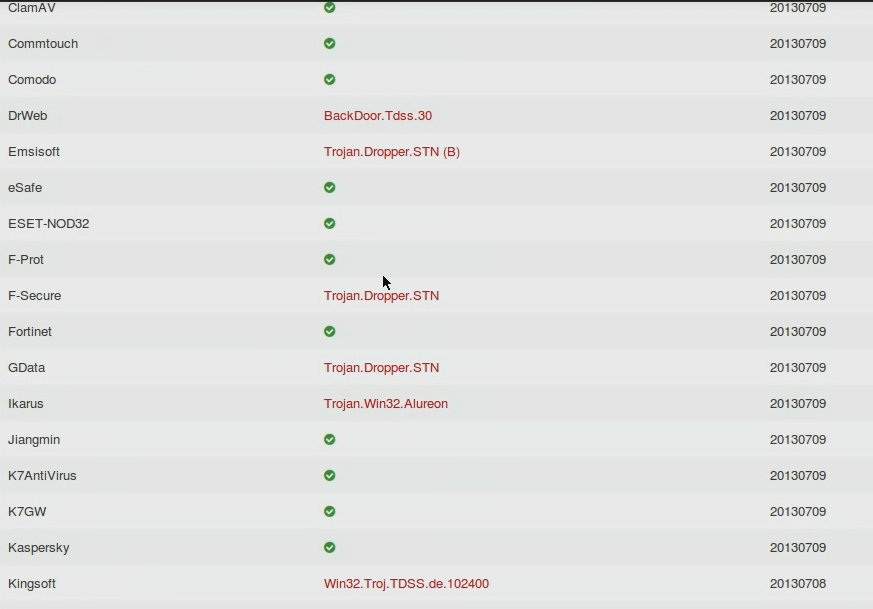 ClamAV 20130709
Commtouch 20130709
Comodo 20130709
DrWeb BackDoor.Tdss.30 20130709
Emsisoft Trojan.Dropper.STN (B) 20130709
eSafe 20130709
ESET-NOD32 20130709
F-Prot 20130709
F-Secure Trojan.Dropper.STN 20130709
Fortinet 20130709
GData Trojan.Dropper.STN 20130709
Ikarus Trojan.Win32.Alureon 20130709
Jiangmin 20130709
K7AntiVirus 20130709
K7GW 20130709
Kaspersky 20130709
Kingsoft Win32.Troj.TDSS.de.102400 20130708